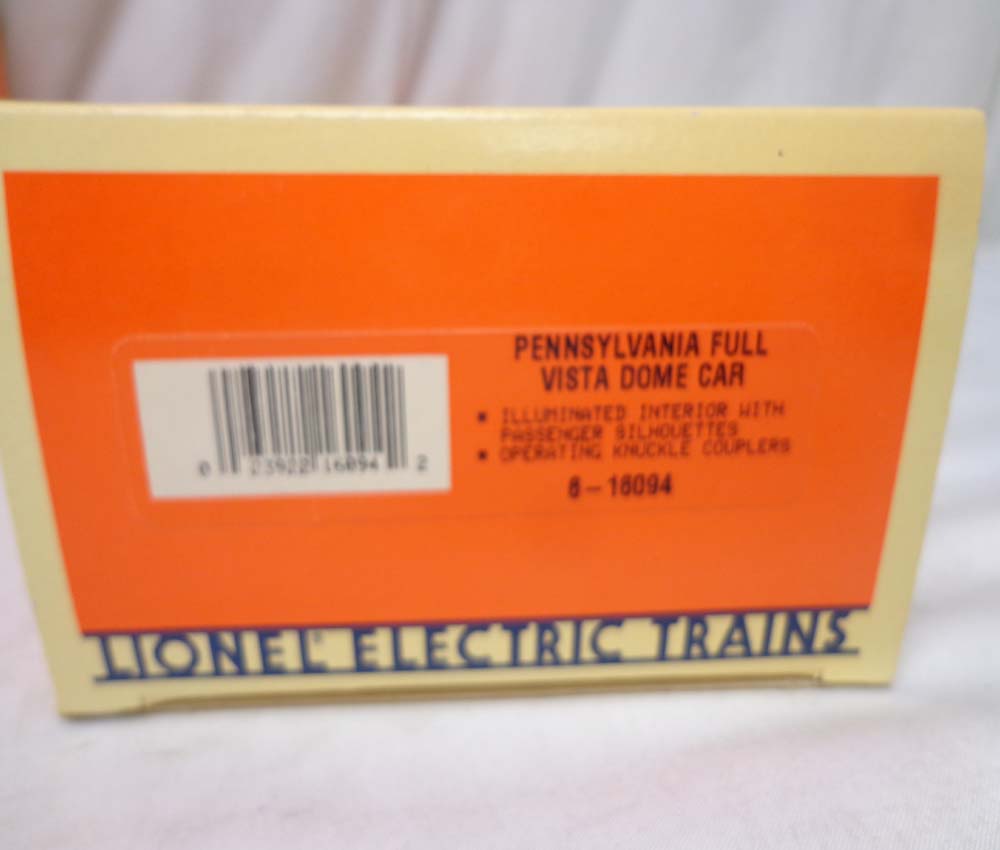 PENNSYLVANIA FULL
VISTA DOME CAR
▪ ILLUMINATED INTERIOR WITH
PASSENGER SILHOUETTES
▪ OPERATING KNUCKLE COUPLERS
6-16094
0 23922 16094 2
LIONEL® ELECTRIC TRAINS